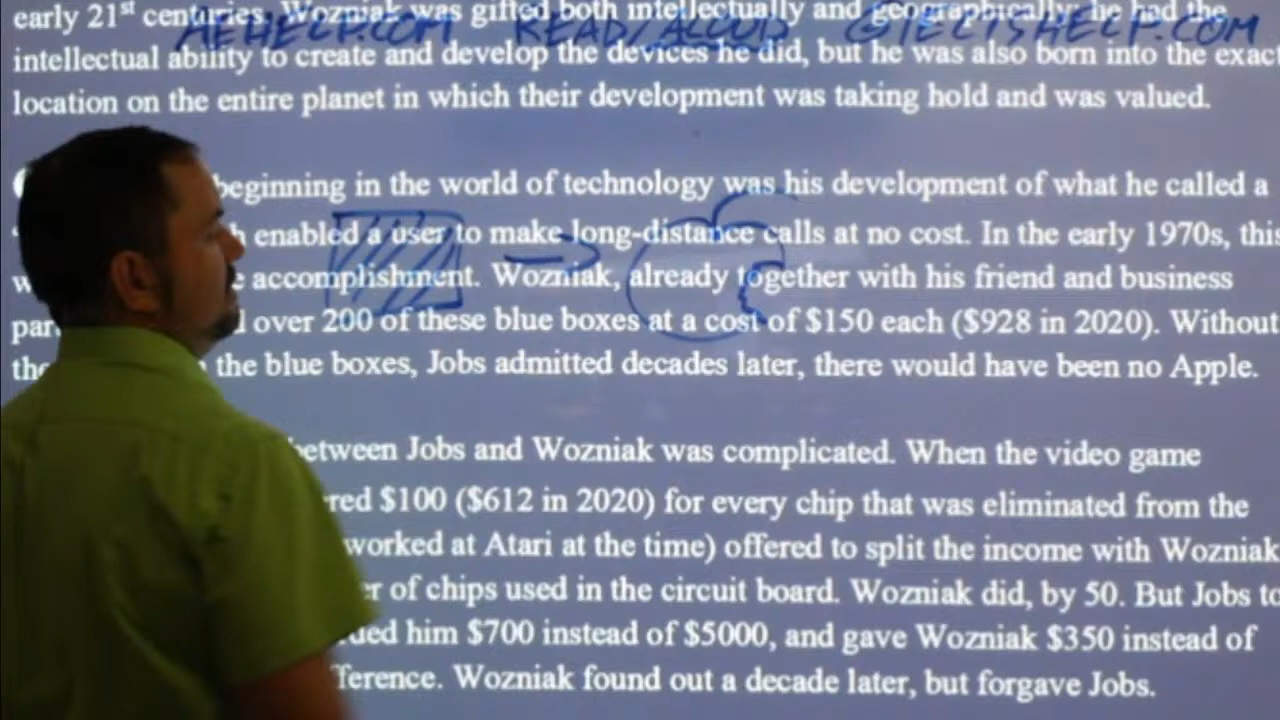 early 21st centuries. Wozniak was gifted both intellectually and geographically: he had the
AEHELP.COM READ/ALOUD @IELTSHELP.COM
intellectual ability to create and develop the devices he did, but he was also born into the exact
location on the entire planet in which their development was taking hold and was valued.
beginning in the world of technology was his development of what he called a
enabled a user to make long-distance calls at no cost. In the early 1970s, this
accomplishment. Wozniak, already together with his friend and business
over 200 of these blue boxes at a cost of $150 each ($928 in 2020). Without
the blue boxes, Jobs admitted decades later, there would have been no Apple.
between Jobs and Wozniak was complicated. When the video game
$100 ($612 in 2020) for every chip that was eliminated from the
worked at Atari at the time) offered to split the income with Wozniak
of chips used in the circuit board. Wozniak did, by 50. But Jobs
him $700 instead of $5000, and gave Wozniak $350 instead of
Wozniak found out a decade later, but forgave Jobs.